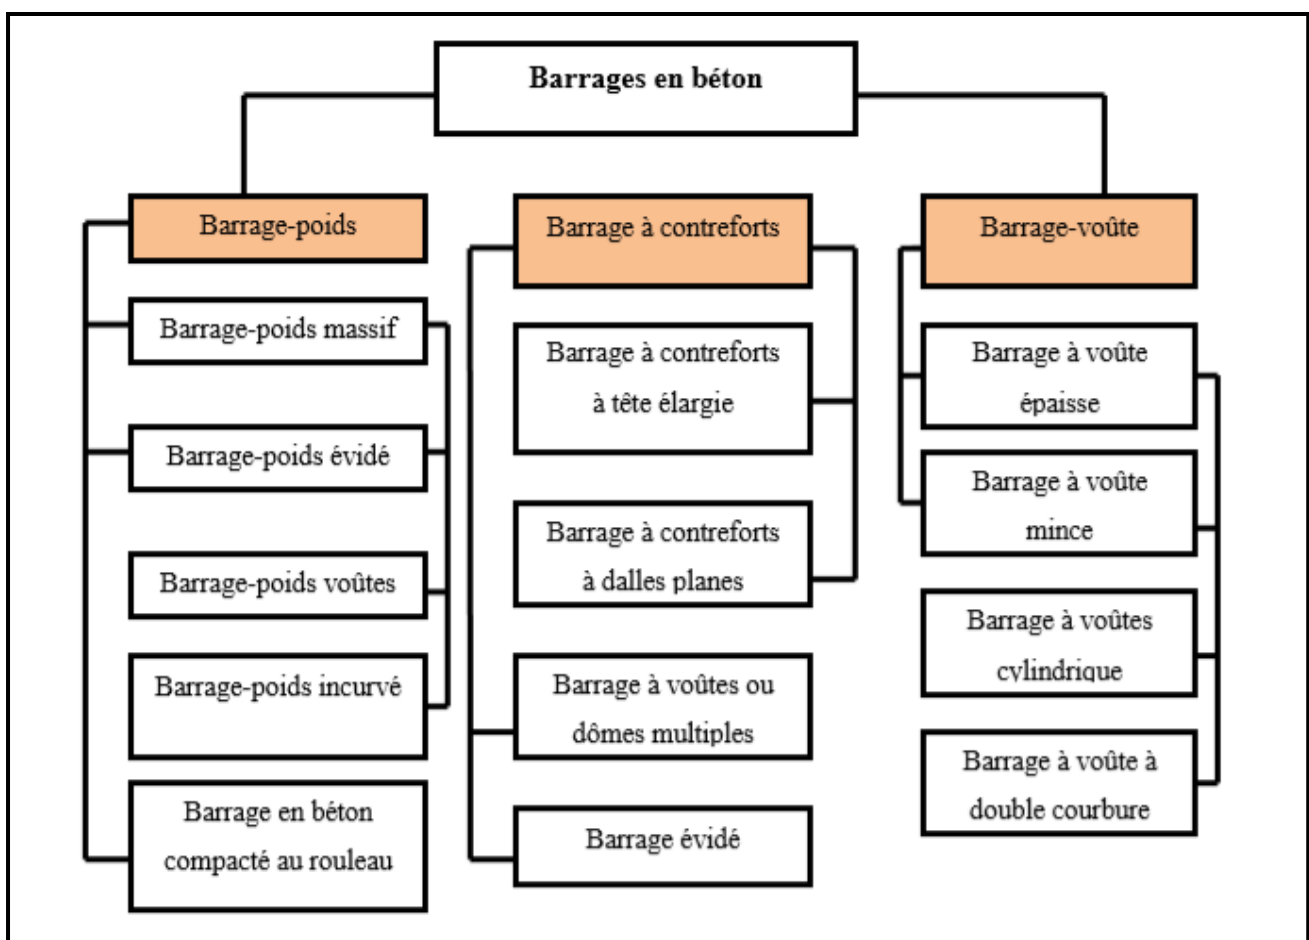 Barrages en béton
Barrage-poids
Barrage-poids massif
Barrage-poids évidé
Barrage-poids voûtes
Barrage-poids incurvé
Barrage en béton
compacté au rouleau
Barrage à contreforts
Barrage à contreforts
à tête élargie
Barrage à contreforts
à dalles planes
Barrage à voûtes ou
dômes multiples
Barrage évidé
Barrage-voûte
Barrage à voûte
épaisse
Barrage à voûte
mince
Barrage à voûtes
cylindrique
Barrage à voûte à
double courbure